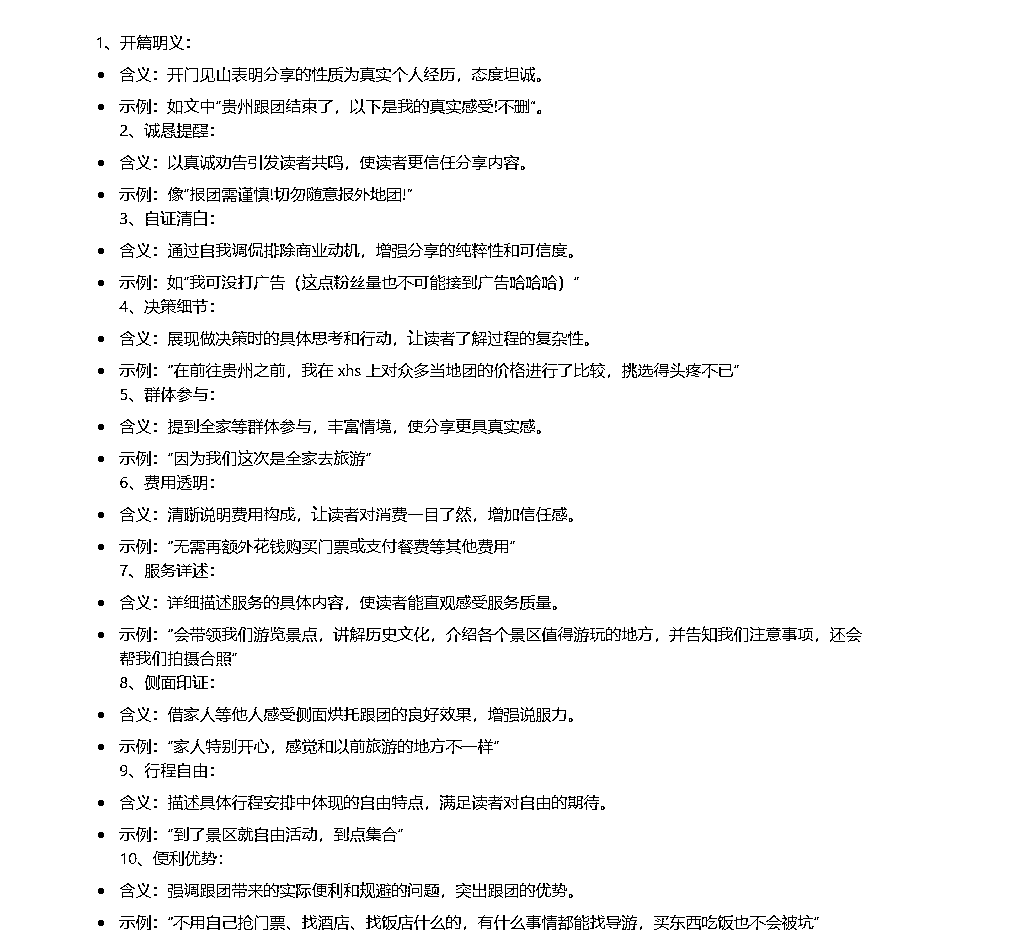 1、开篇明义：
• 含义：开门见山表明分享的性质为真实个人经历，态度坦诚。
• 示例：如文中"贵州跟团结束了，以下是我的真实感受!不删"。
2、诚恳提醒：
• 含义：以真诚劝告引发读者共鸣，使读者更信任分享内容。
• 示例：像"报团需谨慎!切勿随意报外地团!"
3、自证清白：
• 含义：通过自我调侃排除商业动机，增强分享的纯粹性和可信度。
• 示例：如"我可没打广告（这点粉丝量也不可能接到广告哈哈哈）"
4、决策细节：
• 含义：展现做决策时的具体思考和行动，让读者了解过程的复杂性。
• 示例："在前往贵州之前，我在 xhs 上对众多当地团的价格进行了比较，挑选得头疼不已"
5、群体参与：
• 含义：提到全家等群体参与，丰富情境，使分享更具真实感。
• 示例："因为我们这次是全家去旅游"
6、费用透明：
• 含义：清晰说明费用构成，让读者对消费一目了然，增加信任感。
• 示例："无需再额外花钱购买门票或支付餐费等其他费用"
7、服务详述：
• 含义：详细描述服务的具体内容，使读者能直观感受服务质量。
• 示例："会带领我们游览景点，讲解历史文化，介绍各个景区值得游玩的地方，并告知我们注意事项，还会
帮我们拍摄合照"
8、侧面印证：
• 含义：借家人等他人感受侧面烘托跟团的良好效果，增强说服力。
• 示例："家人特别开心，感觉和以前旅游的地方不一样"
9、行程自由：
• 含义：描述具体行程安排中体现的自由特点，满足读者对自由的期待。
• 示例："到了景区就自由活动，到点集合"
10、便利优势：
• 含义：强调跟团带来的实际便利和规避的问题，突出跟团的优势。
• 示例："不用自己抢门票、找酒店、找饭店什么的，有什么事情都能找导游，买东西吃饭也不会被坑"